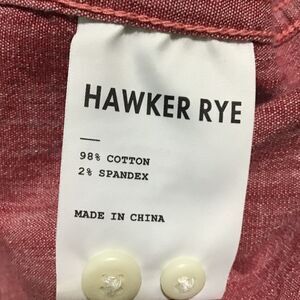 HAWKER RYE
98% COTTON
2% SPANDEX
MADE IN CHINA